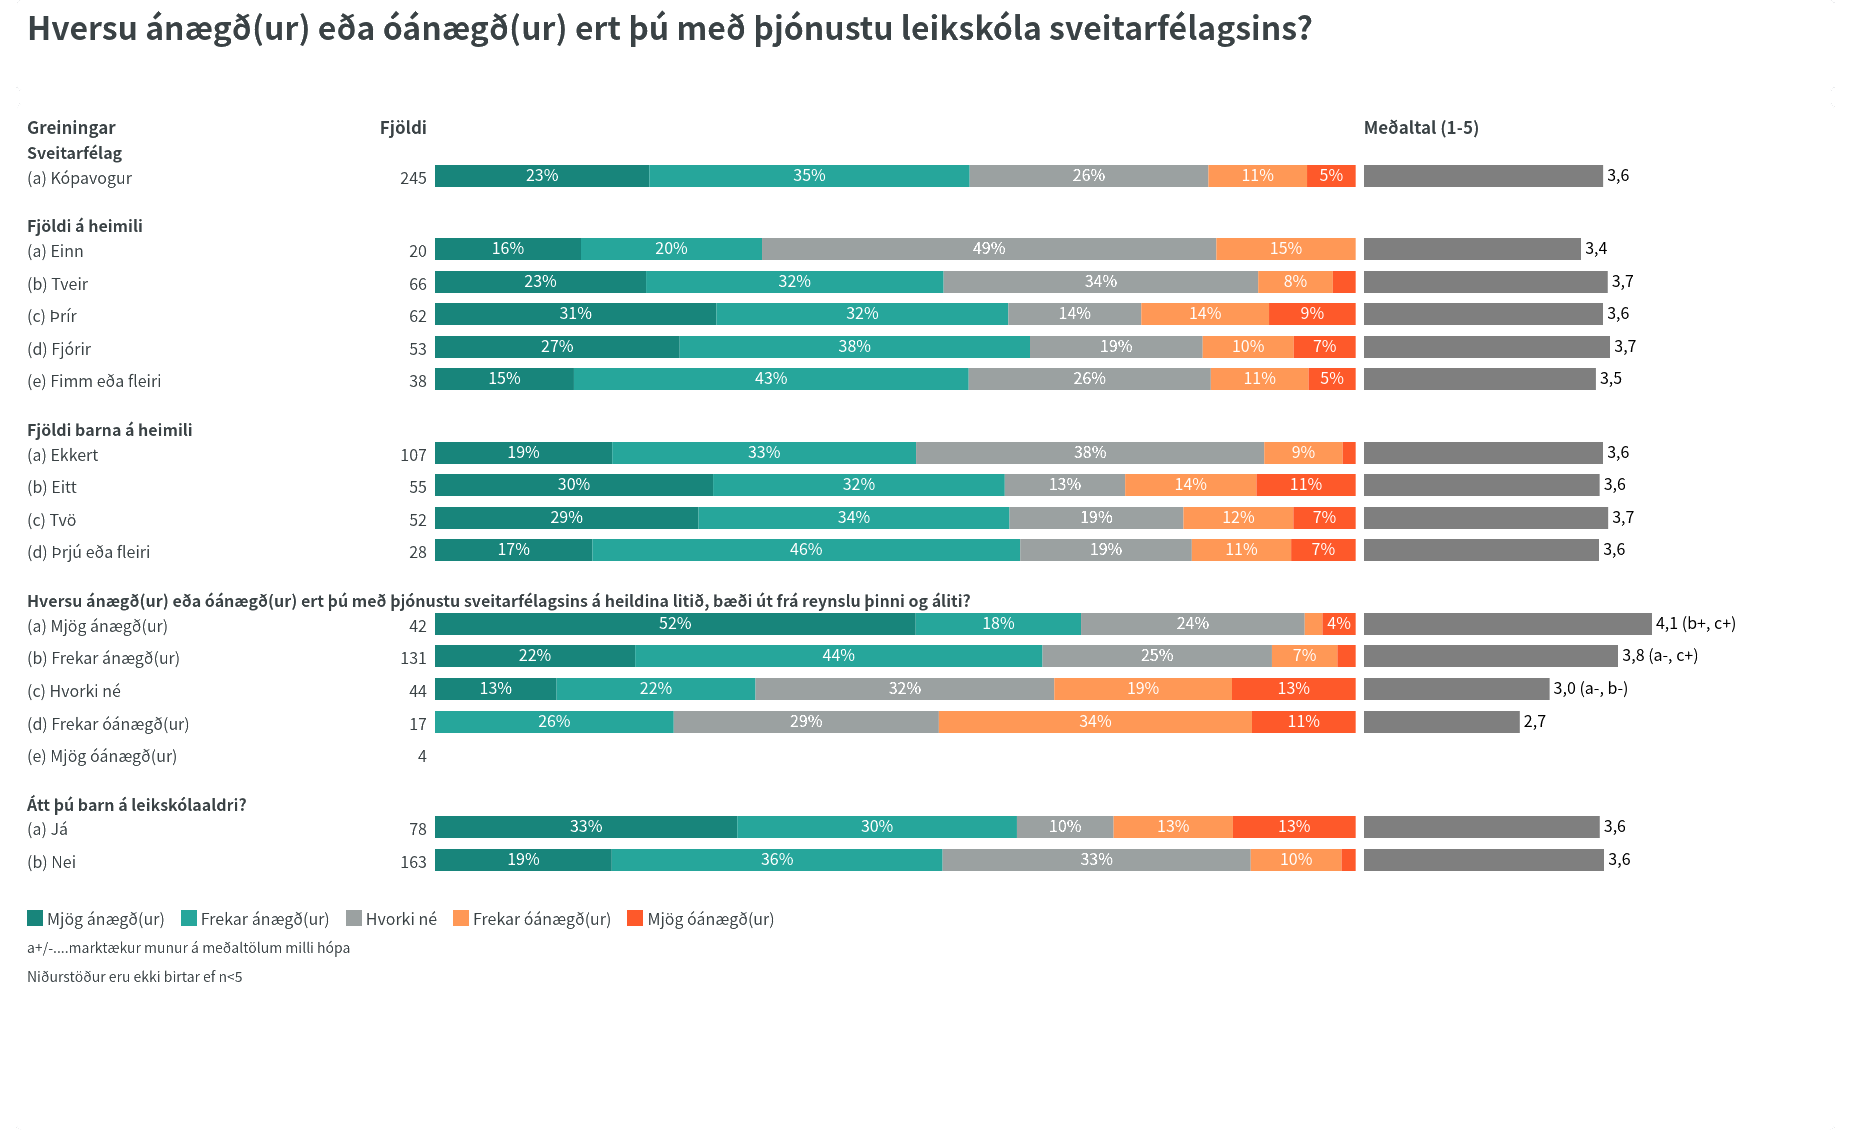 Hversu ánægð(ur) eða óánægð(ur) ert þú með þjónustu leikskóla sveitarfélagsins?
Greiningar Fjöldi Meðaltal (1-5)
Sveitarfélag
(a) Kópavogur 245 23% 35% 26% 11% 5% 3,6
Fjöldi á heimili
(a) Einn 20 16% 20% 49% 15% 3,4
(b) Tveir 66 23% 32% 34% 8% 3,7
(c) Þrír 62 31% 32% 14% 14% 9% 3,6
(d) Fjórir 53 27% 38% 19% 10% 7% 3,7
(e) Fimm eða fleiri 38 15% 43% 26% 11% 5% 3,5
Fjöldi barna á heimili
(a) Ekkert 107 19% 33% 38% 9% 3,6
(b) Eitt 55 30% 32% 13% 14% 11% 3,6
(c) Tvö 52 29% 34% 19% 12% 7% 3,7
(d) Þrjú eða fleiri 28 17% 46% 19% 11% 7% 3,6
Hversu ánægð(ur) eða óánægð(ur) ert þú með þjónustu sveitarfélagsins á heildina litið, bæði út frá reynslu þinni og áliti?
(a) Mjög ánægð(ur) 42 52% 18% 24% 4% 4,1 (b+, c+)
(b) Frekar ánægð(ur) 131 22% 44% 25% 7% 3,8 (a-, c+)
(c) Hvorki né 44 13% 22% 32% 19% 13% 3,0 (a-, b-)
(d) Frekar óánægð(ur) 17 26% 29% 34% 11% 2,7
(e) Mjög óánægð(ur) 4
Átt þú barn á leikskólaaldri?
(a) Já 78 33% 30% 10% 13% 13% 3,6
(b) Nei 163 19% 36% 33% 10% 3,6
Mjög ánægð(ur) Frekar ánægð(ur) Hvorki né Frekar óánægð(ur) Mjög óánægð(ur)
a+/-....marktækur munur á meðaltölum milli hópa
Niðurstöður eru ekki birtar ef n<5